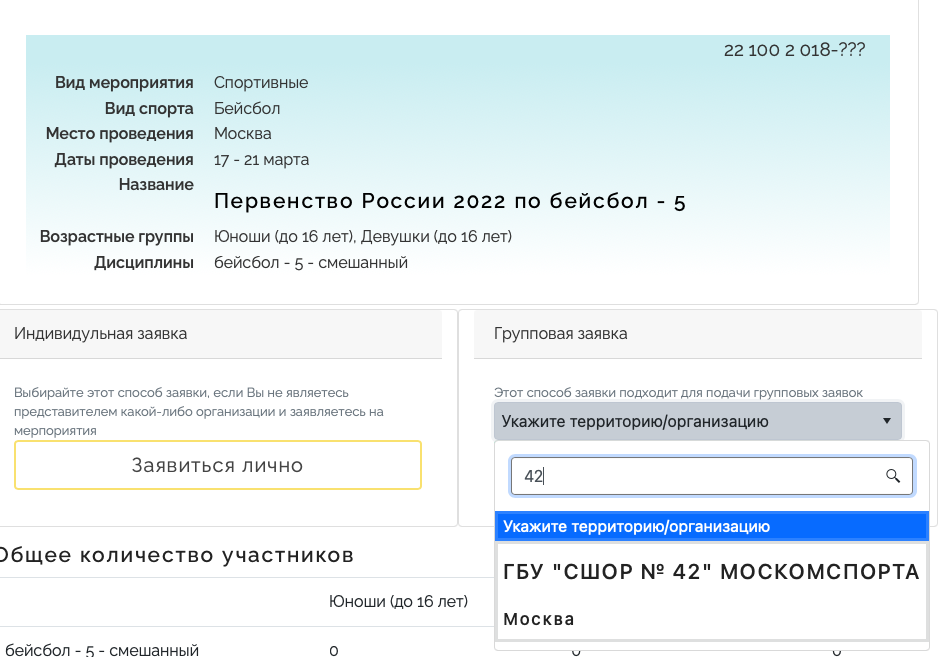 22 100 2 018-???
Вид мероприятия Спортивные
Вид спорта Бейсбол
Место проведения Москва
Даты проведения 17 - 21 марта
Название
Первенство России 2022 по бейсбол - 5
Возрастные группы Юноши (до 16 лет), Девушки (до 16 лет)
Дисциплины бейсбол - 5 - смешанный
Индивидульная заявка
Выбирайте этот способ заявки, если Вы не являетесь
представителем какой-либо организации и заявляетесь на
мерпориятия
Заявиться лично
Групповая заявка
Этот способ заявки подходит для подачи групповых заявок
Укажите территорию/организацию
42
Укажите территорию/организацию
ГБУ "СШОР № 42" МОСКОМСПОРТА
Москва
Общее количество участников
Юноши (до 16 лет)
бейсбол - 5 - смешанный 0 0 0